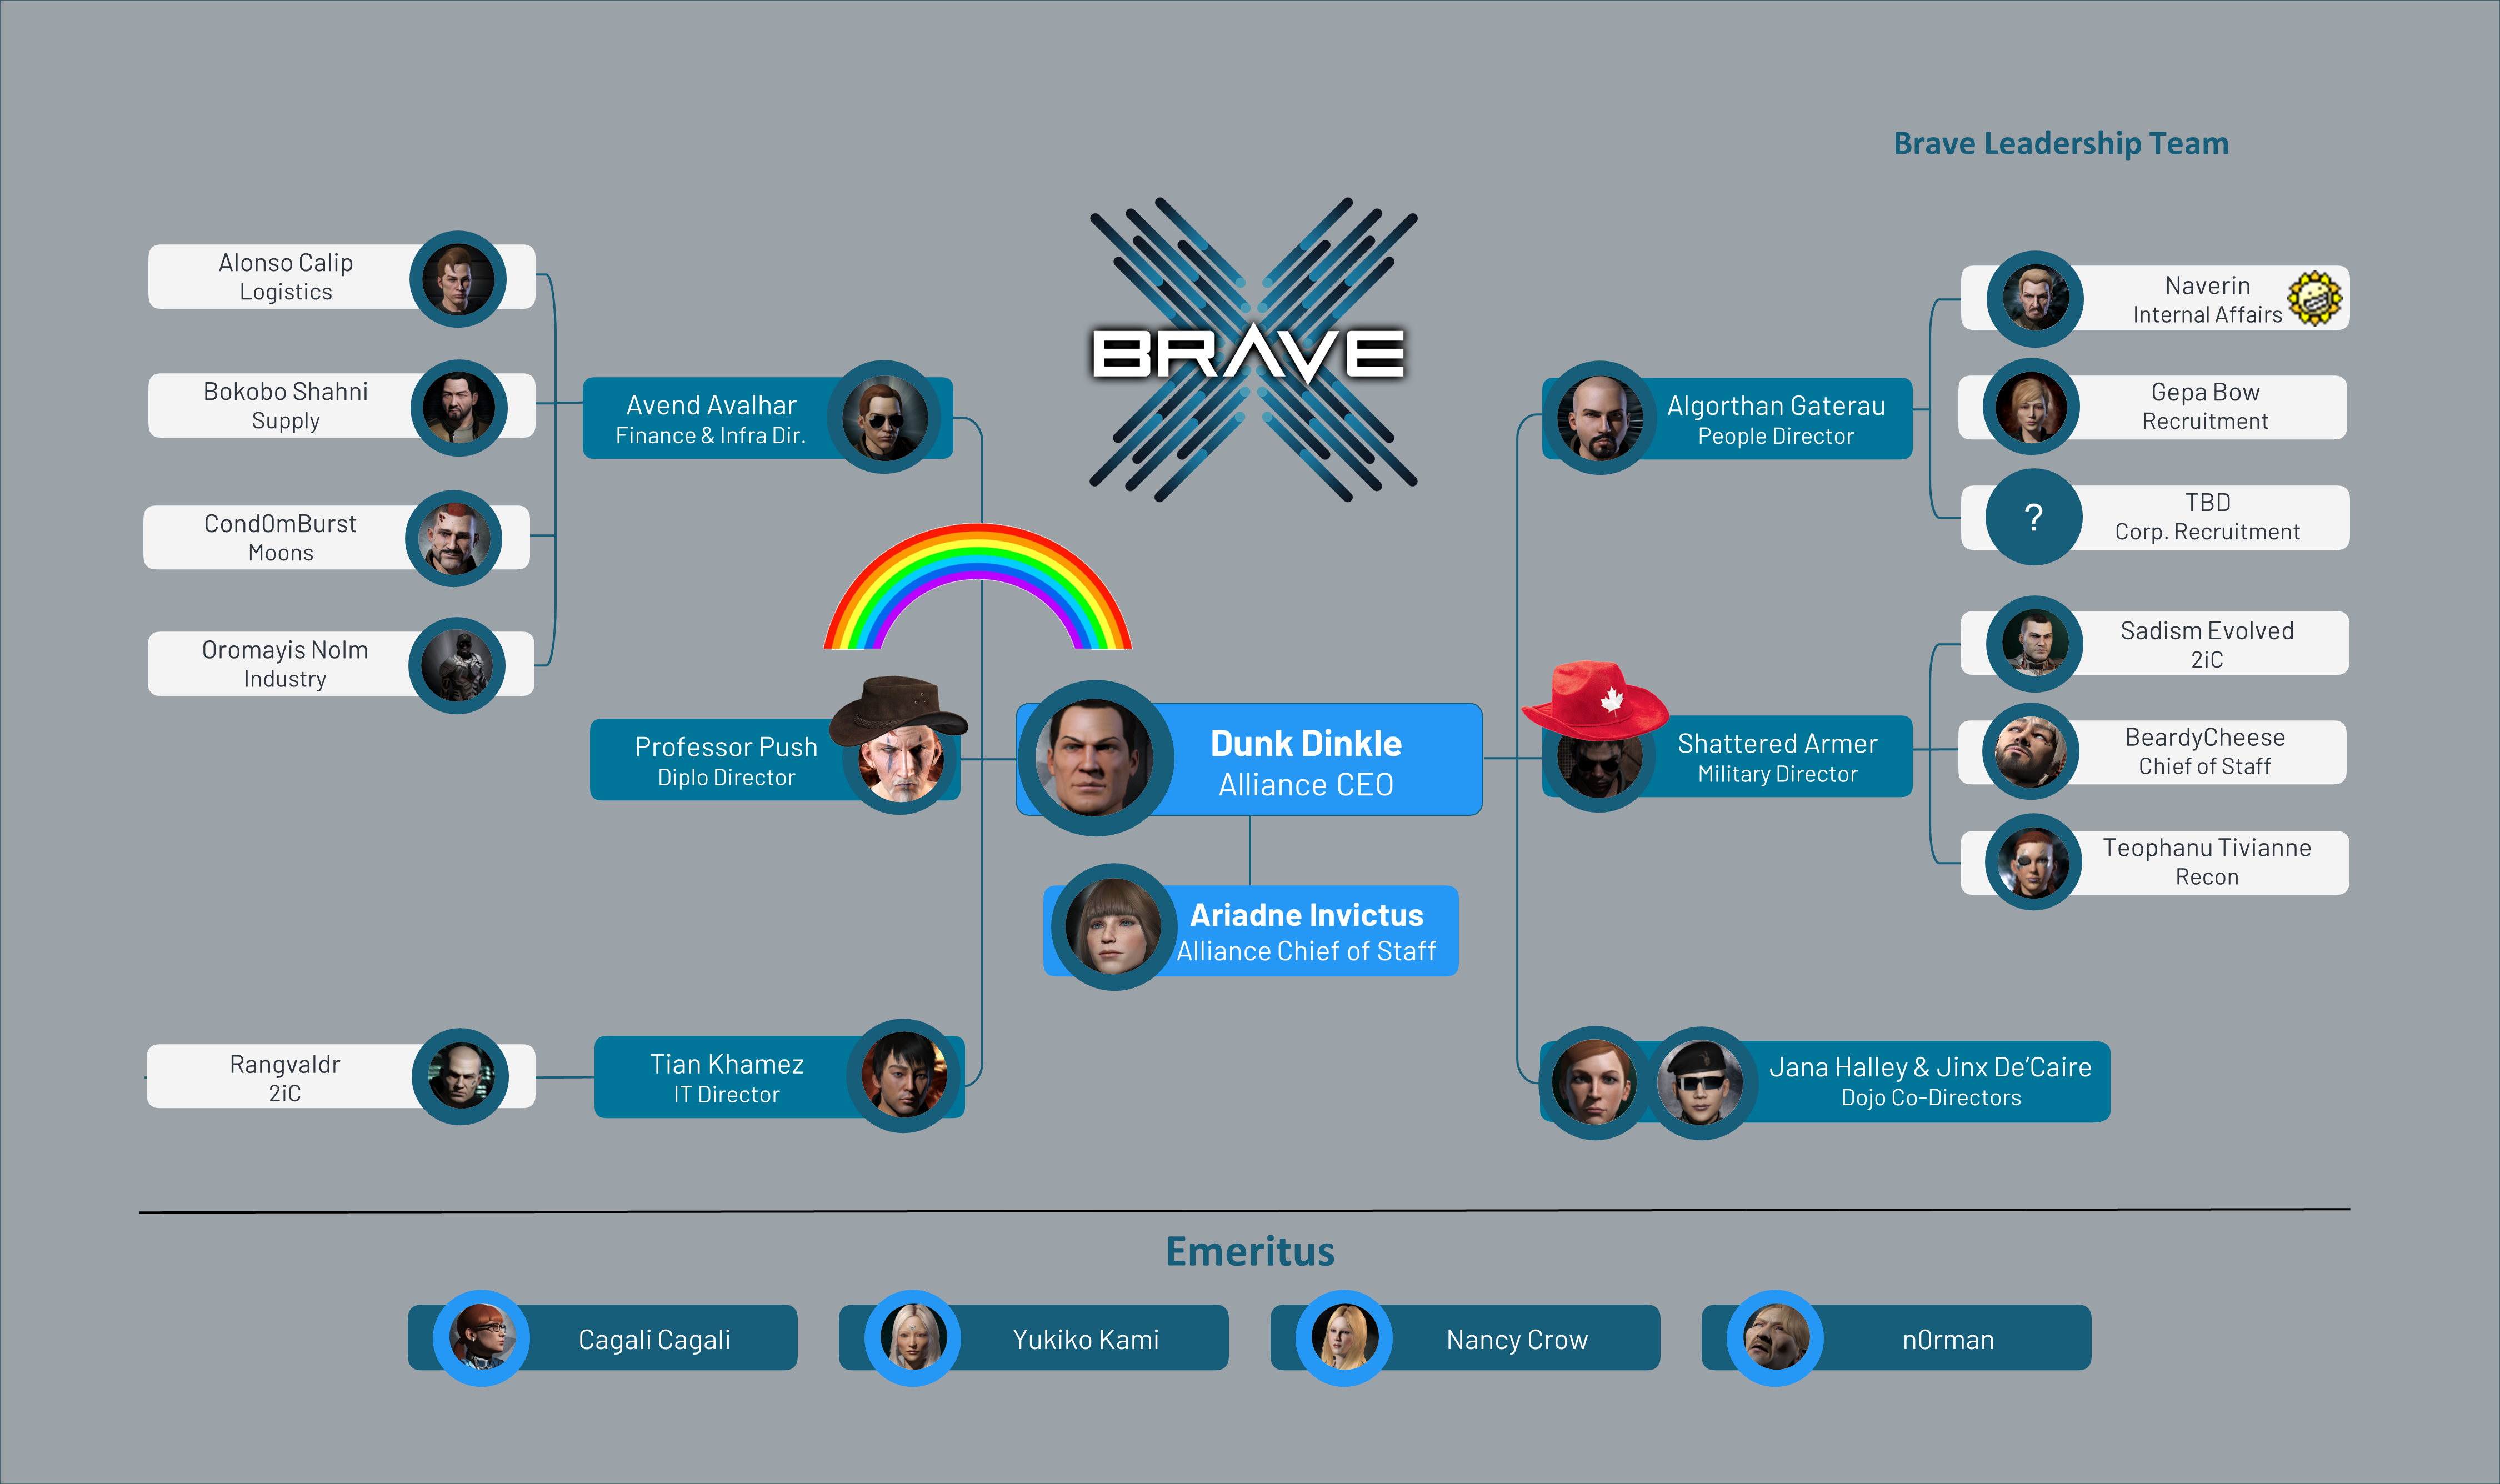 Brave Leadership Team
BRAVE
Alonso Calip
Logistics
Bokobo Shahni
Supply
Cond0mBurst
Moons
Oromayis Nolm
Industry
Avend Avalhar
Finance & Infra Dir.
Professor Push
Diplo Director
Rangvaldr
2iC
Tian Khamez
IT Director
Dunk Dinkle
Alliance CEO
Ariadne Invictus
Alliance Chief of Staff
Algorthan Gaterau
People Director
Naverin
Internal Affairs
Gepa Bow
Recruitment
?
TBD
Corp. Recruitment
Shattered Armer
Military Director
Sadism Evolved
2iC
BeardyCheese
Chief of Staff
Teophanu Tivianne
Recon
Jana Halley & Jinx De’Caire
Dojo Co-Directors
Emeritus
Cagali Cagali
Yukiko Kami
Nancy Crow
n0rman